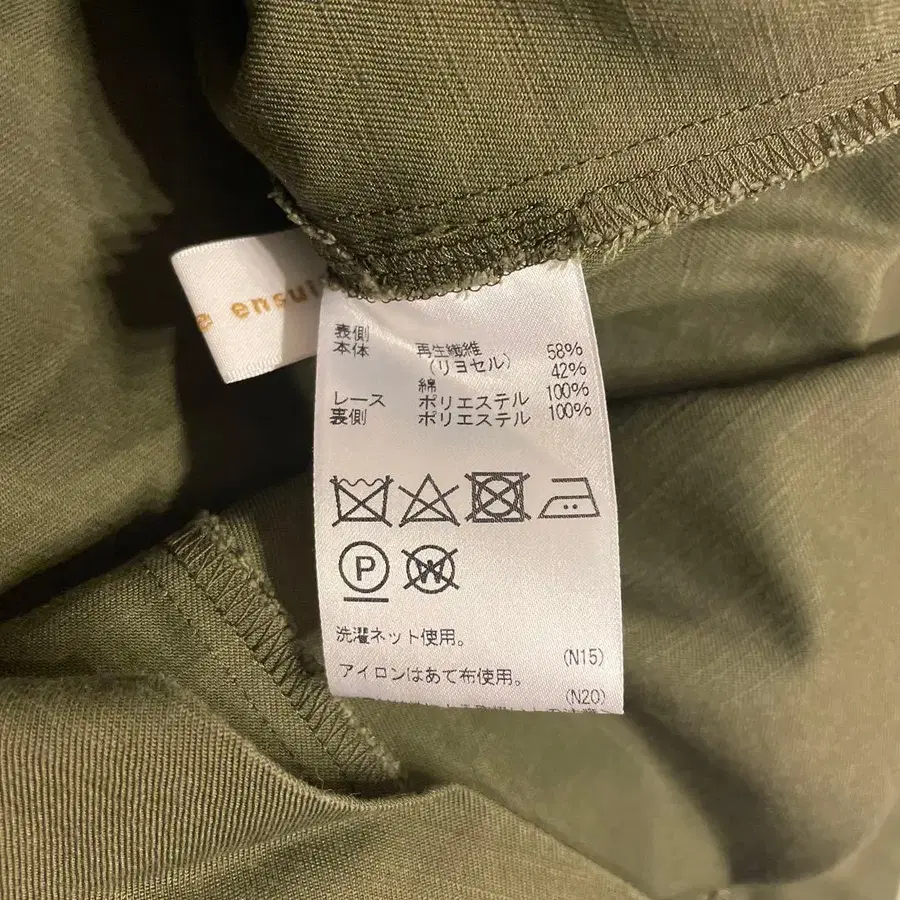 ensui
表側
本体 再生繊維 58%
(リヨセル) 42%
綿 100%
レース ポリエステル 100%
裏側 ポリエステル
P
W
洗濯ネット使用。
(N15)
アイロンはあて布使用。
(N20)